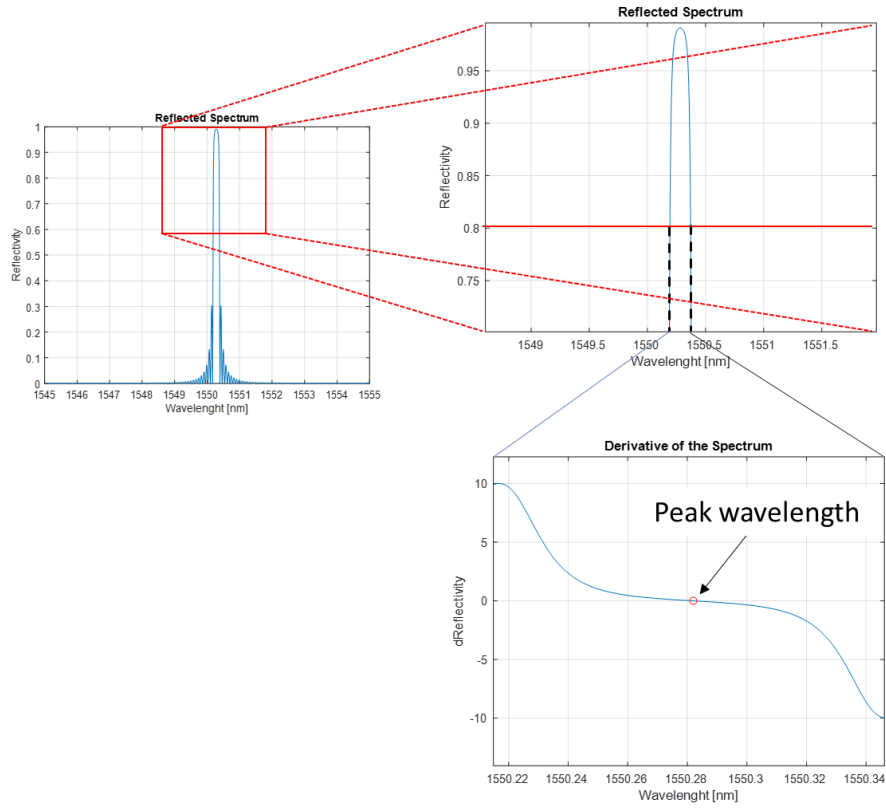 Reflected Spectrum
Reflectivity
1
0.9
0.8
0.7
0.6
0.5
0.4
0.3
0.2
0.1
0
1545 1546 1547 1548 1549 1550 1551 1552 1553 1554 1555
Wavelenght [nm]
Reflected Spectrum
Reflectivity
0.95
0.9
0.85
0.8
0.75
1549 1549.5 1550 1550.5 1551 1551.5
Wavelenght [nm]
Derivative of the Spectrum
Peak wavelength
dReflectivity
10
5
0
-5
-10
1550.22 1550.24 1550.26 1550.28 1550.3 1550.32 1550.34
Wavelenght [nm]